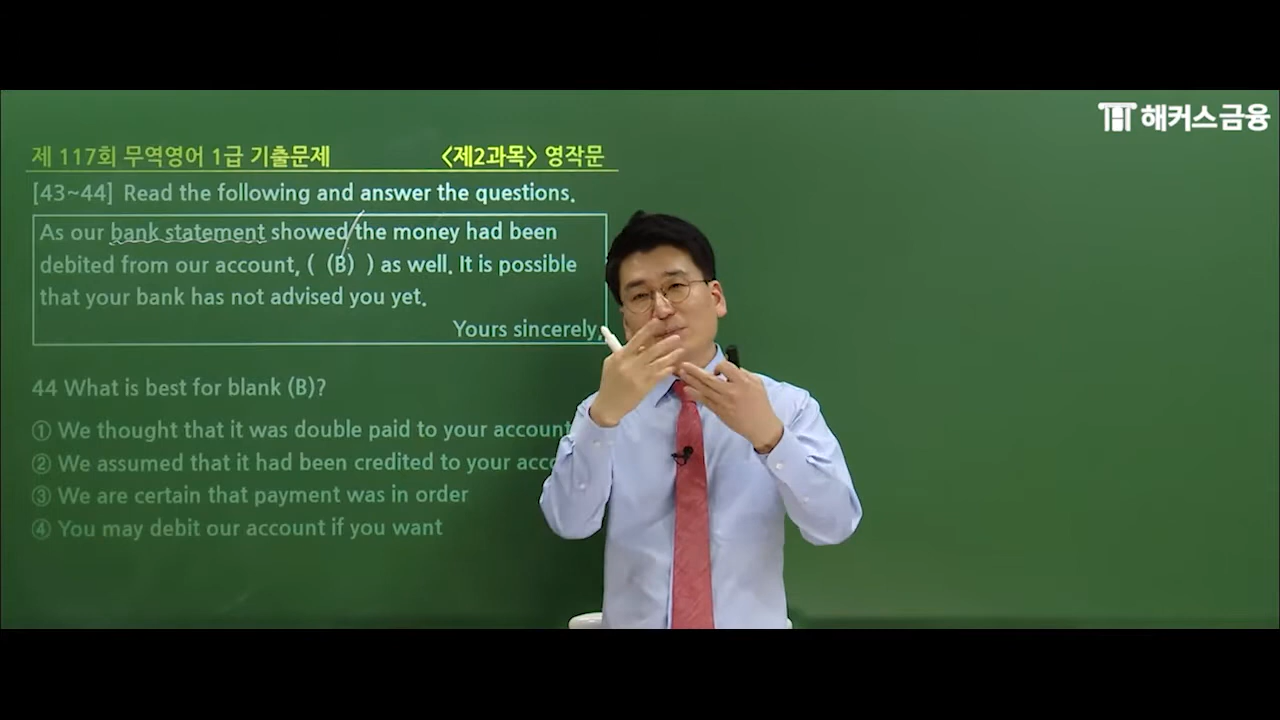 해커스금융
제 117회 무역영어 1급 기출문제 <제2과목> 영작문
[43~44] Read the following and answer the questions.
As our bank statement showed the money had been
debited from our account, ( (B) ) as well. It is possible
that your bank has not advised you yet.
Yours sincerely,
44 What is best for blank (B)?
① We thought that it was double paid to your account
② We assumed that it had been credited to your
③ We are certain that payment was in order
④ You may debit our account if you want